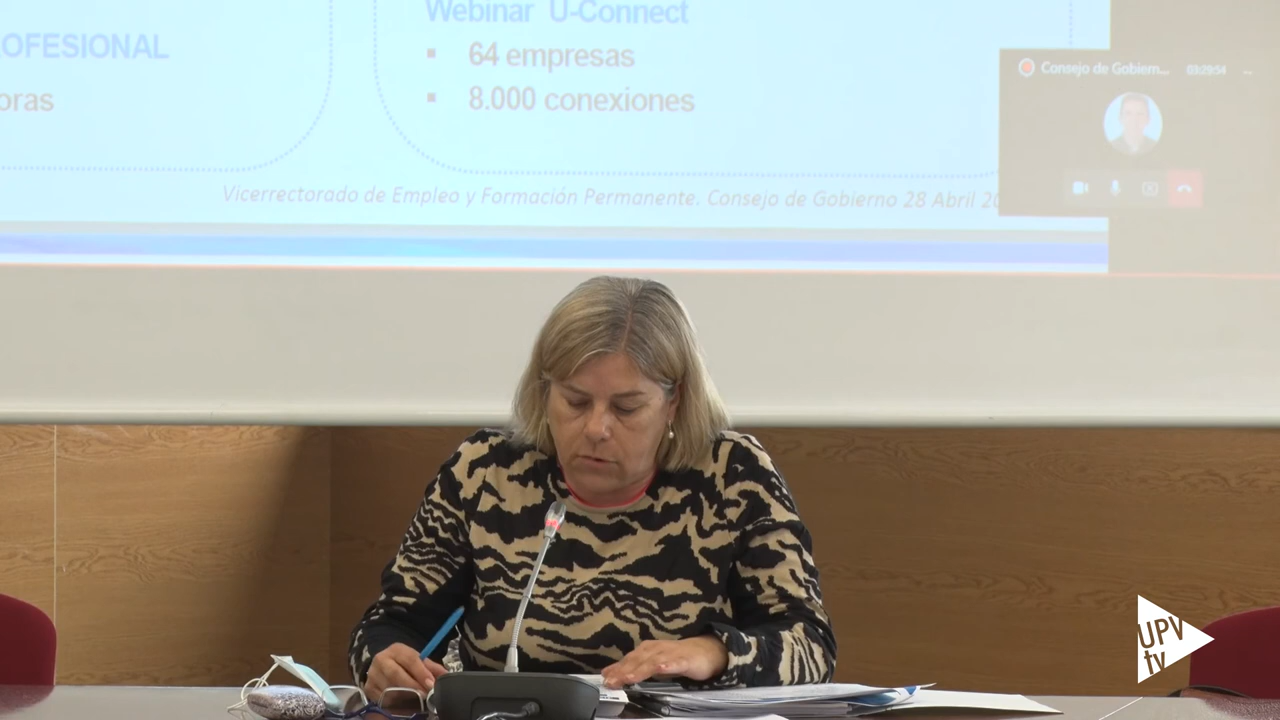 Webinar U-Connect
OFESIONAL
▪ 64 empresas
oras
▪ 8.000 conexiones
Vicerrectorado de Empleo y Formación Permanente. Consejo de Gobierno 28 Abril 20
Consejo de Gobiern... 03:29:54 ...
UPV
tv